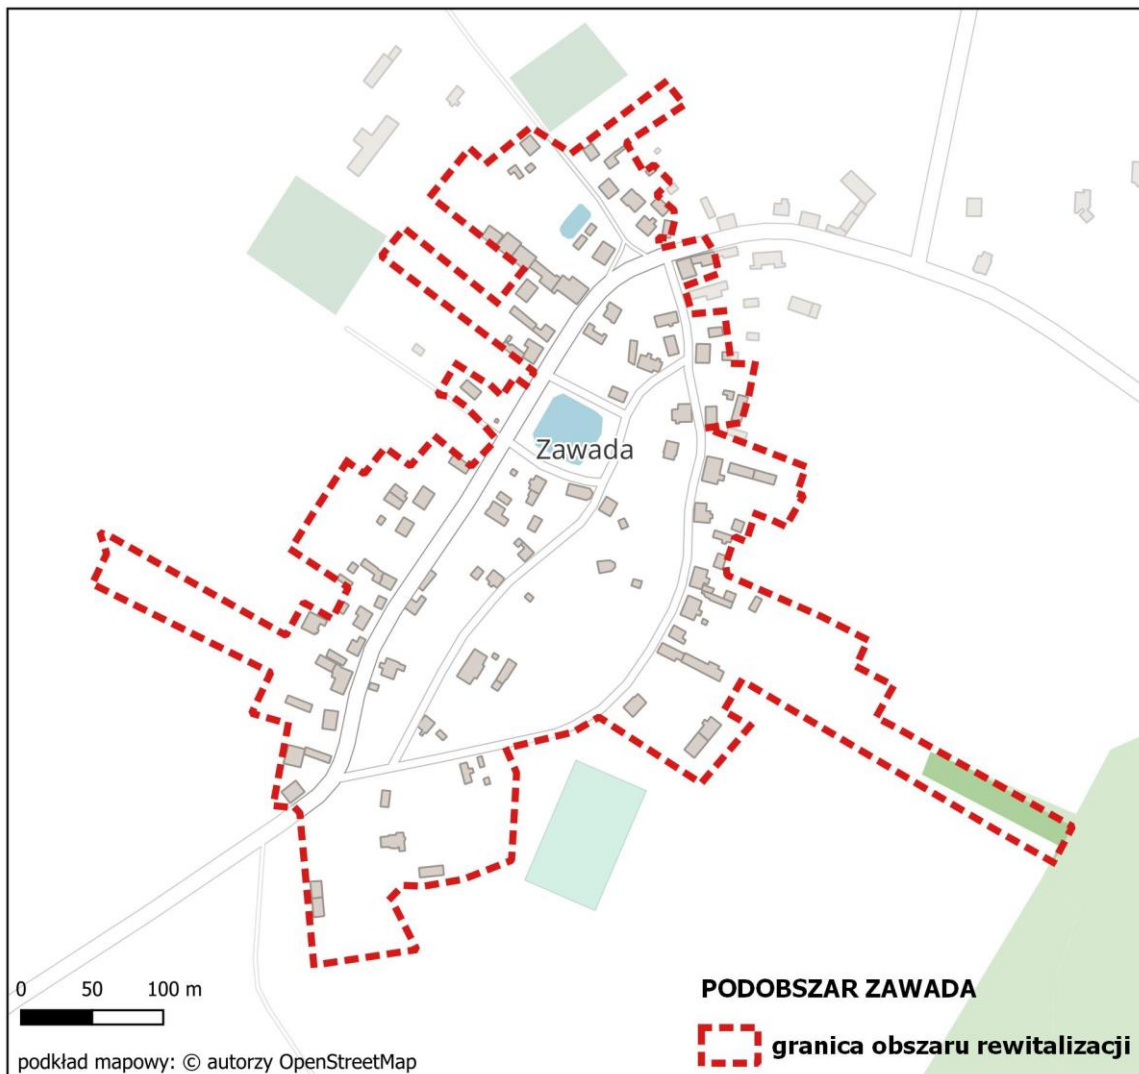 Zawada
0 50 100 m
podkład mapowy: © autorzy OpenStreetMap
PODOBSZAR ZAWADA
granica obszaru rewitalizacji